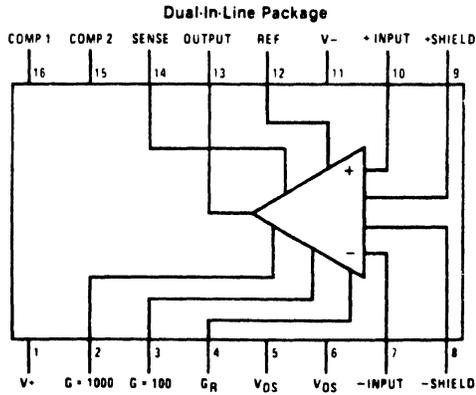 Dual-In-Line Package
COMP 1 COMP 2 SENSE OUTPUT REF V− + INPUT +SHIELD
16 15 14 13 12 11 10 9
+
−
1 2 3 4 5 6 7 8
V+ G = 1000 G = 100 GR VOS VOS −INPUT −SHIELD